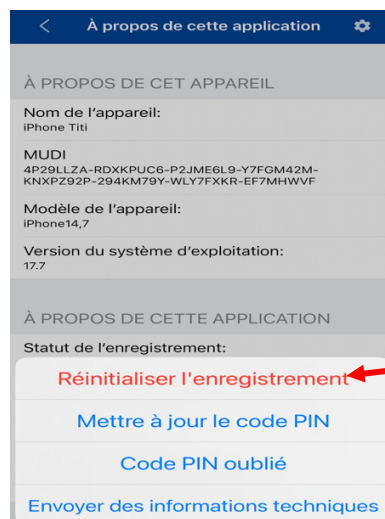 À propos de cette application
À PROPOS DE CET APPAREIL
Nom de l'appareil:
iPhone Titi
MUDI
4P29LLZA-RDXKPUC6-P2JME6L9-Y7FGM42M-
KNXPZ92P-294KM79Y-WLY7FXKR-EF7MHWVF
Modèle de l'appareil:
iPhone14,7
Version du système d'exploitation:
17.7
À PROPOS DE CETTE APPLICATION
Statut de l'enregistrement:
Réinitialiser l'enregistrement
Mettre à jour le code PIN
Code PIN oublié
Envoyer des informations techniques